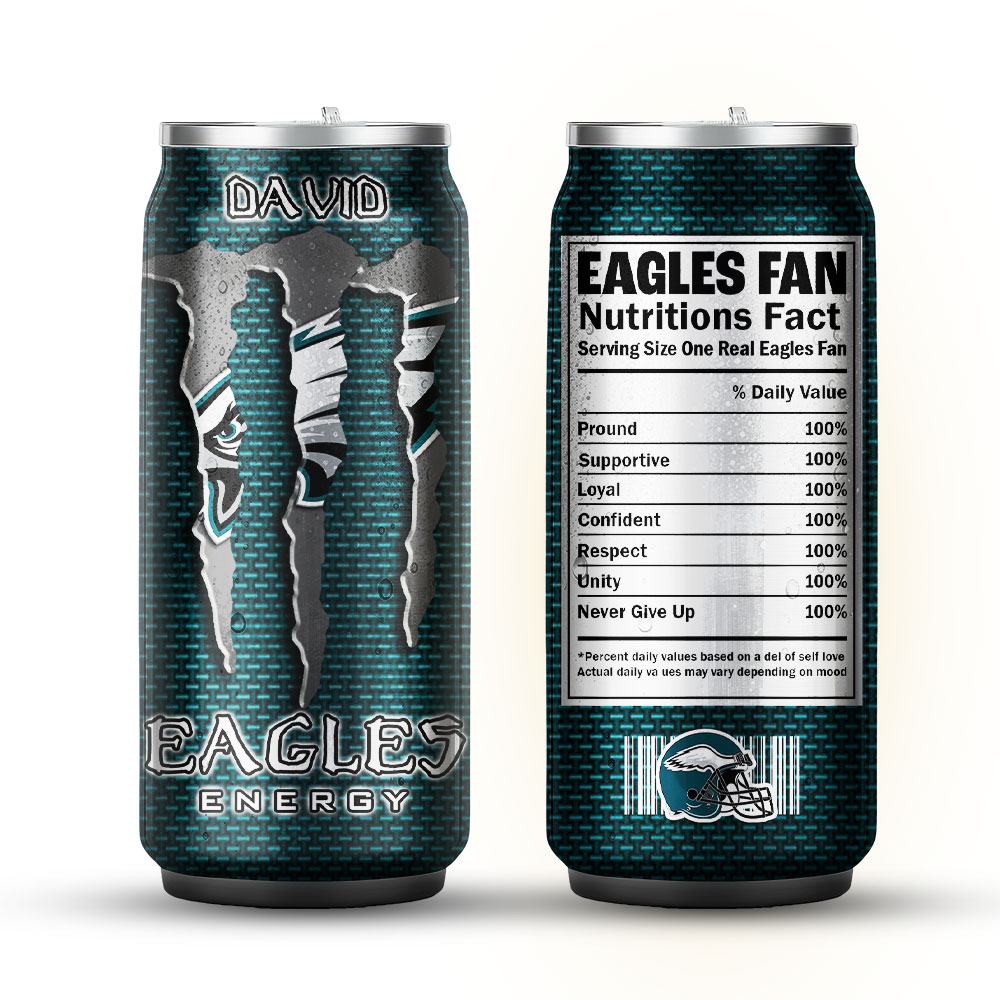 DAVID
EAGLES
ENERGY
EAGLES FAN
Nutritions Fact
Serving Size One Real Eagles Fan
% Daily Value
Pround 100%
Supportive 100%
Loyal 100%
Confident 100%
Respect 100%
Unity 100%
Never Give Up 100%
*Percent daily values based on a del of self love
Actual daily va ues may vary depending on mood